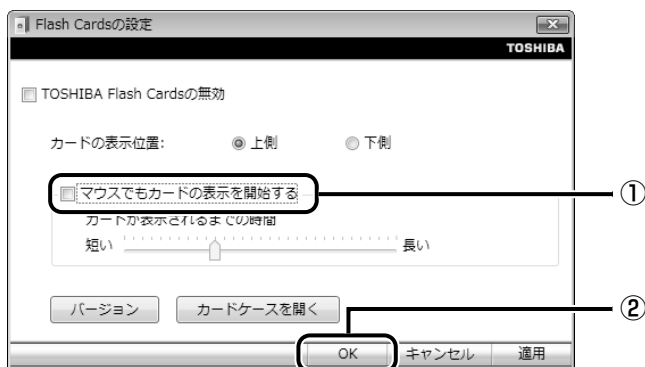 Flash Cardsの設定
TOSHIBA
TOSHIBA Flash Cardsの無効
カードの表示位置: 上側 下側
マウスでもカードの表示を開始する ①
カードが表示されるまでの時間
短い 長い
バージョン カードケースを開く ②
OK キャンセル 適用